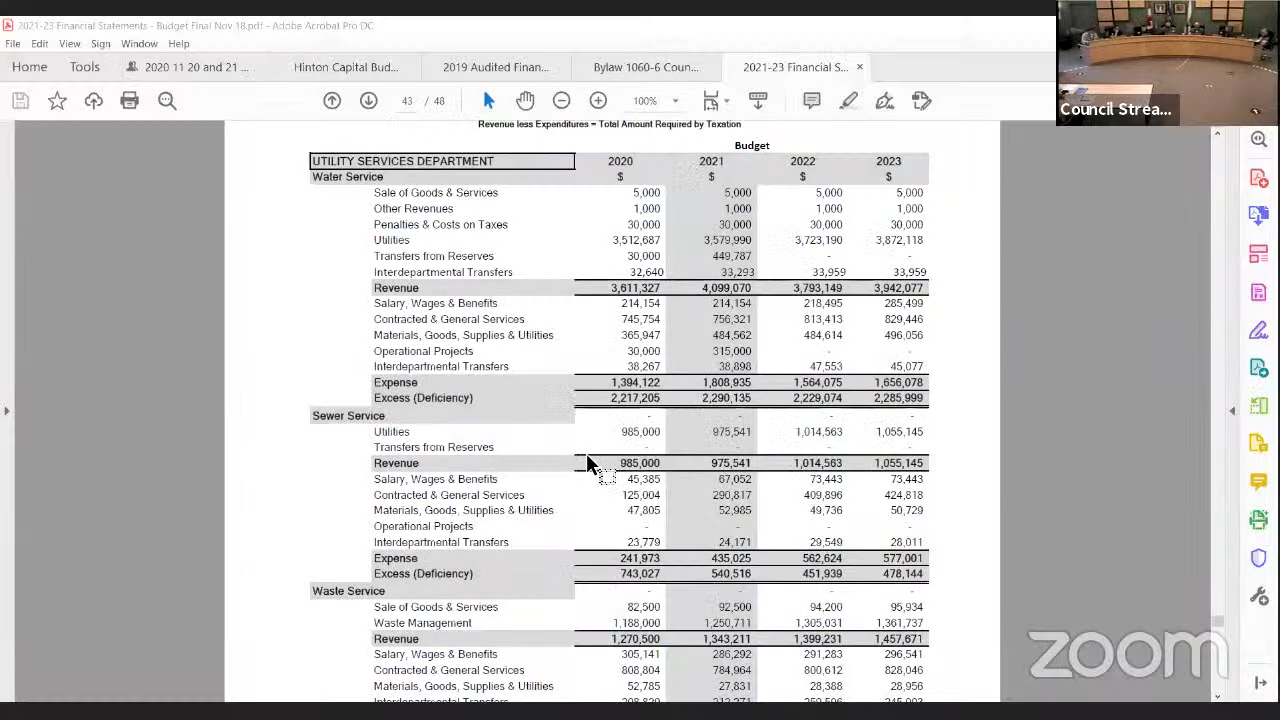 2021-23 Financial Statements - Budget Final Nov 18.pdf - Adobe Acrobat Pro DC
File Edit View Sign Window Help
Home Tools 2020 11 20 and 21 ... Hinton Capital Bud... 2019 Audited Finan... Bylaw 1060-6 Coun... 2021-23 Financial S... ×
43 / 48 100%
Council Strea...
Revenue less Expenditures = Total Amount Required by Taxation
Budget
UTILITY SERVICES DEPARTMENT 2020 2021 2022 2023
Water Service $ $ $ $
Sale of Goods & Services 5,000 5,000 5,000 5,000
Other Revenues 1,000 1,000 1,000 1,000
Penalties & Costs on Taxes 30,000 30,000 30,000 30,000
Utilities 3,512,687 3,579,990 3,723,190 3,872,118
Transfers from Reserves 30,000 449,787 - -
Interdepartmental Transfers 32,640 33,293 33,959 33,959
Revenue 3,611,327 4,099,070 3,793,149 3,942,077
Salary, Wages & Benefits 214,154 214,154 218,495 285,499
Contracted & General Services 745,754 756,321 813,413 829,446
Materials, Goods, Supplies & Utilities 365,947 484,562 484,614 496,056
Operational Projects 30,000 315,000 - -
Interdepartmental Transfers 38,267 38,898 47,553 45,077
Expense 1,394,122 1,808,935 1,564,075 1,656,078
Excess (Deficiency) 2,217,205 2,290,135 2,229,074 2,285,999
Sewer Service - - - -
Utilities 985,000 975,541 1,014,563 1,055,145
Transfers from Reserves - - - -
Revenue 985,000 975,541 1,014,563 1,055,145
Salary, Wages & Benefits 45,385 67,052 73,443 73,443
Contracted & General Services 125,004 290,817 409,896 424,818
Materials, Goods, Supplies & Utilities 47,805 52,985 49,736 50,729
Operational Projects - - - -
Interdepartmental Transfers 23,779 24,171 29,549 28,011
Expense 241,973 435,025 562,624 577,001
Excess (Deficiency) 743,027 540,516 451,939 478,144
Waste Service - - - -
Sale of Goods & Services 82,500 92,500 94,200 95,934
Waste Management 1,188,000 1,250,711 1,305,031 1,361,737
Revenue 1,270,500 1,343,211 1,399,231 1,457,671
Salary, Wages & Benefits 305,141 286,292 291,283 296,541
Contracted & General Services 808,804 784,964 800,612 828,046
Materials, Goods, Supplies & Utilities 52,785 27,831 28,388 28,956
zoom